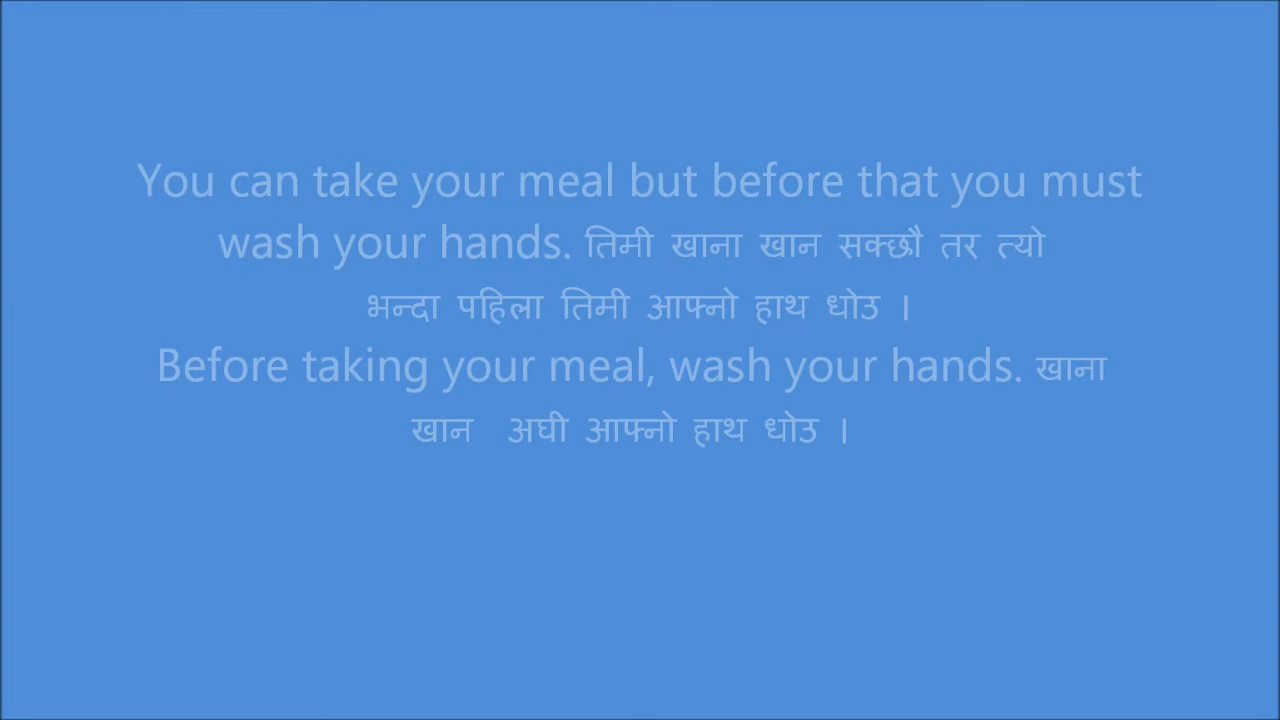 You can take your meal but before that you must
wash your hands. तिमी खाना खान सक्छौ तर त्यो
भन्दा पहिला तिमी आफ्नो हाथ धोउ ।
Before taking your meal, wash your hands. खाना
खान अघी आफ्नो हाथ धोउ ।